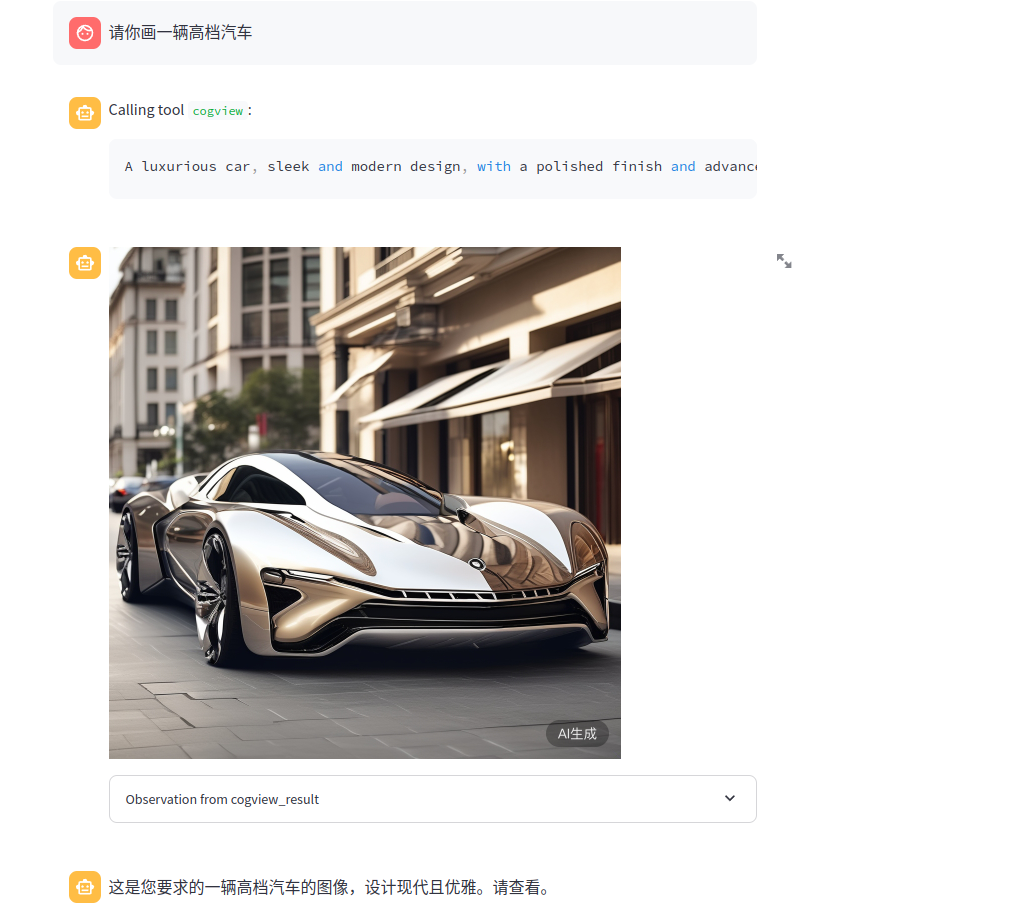 请你画一辆高档汽车
Calling tool cogview :
A luxurious car, sleek and modern design, with a polished finish and advanc
AI生成
Observation from cogview_result
这是您要求的一辆高档汽车的图像，设计现代且优雅。请查看。